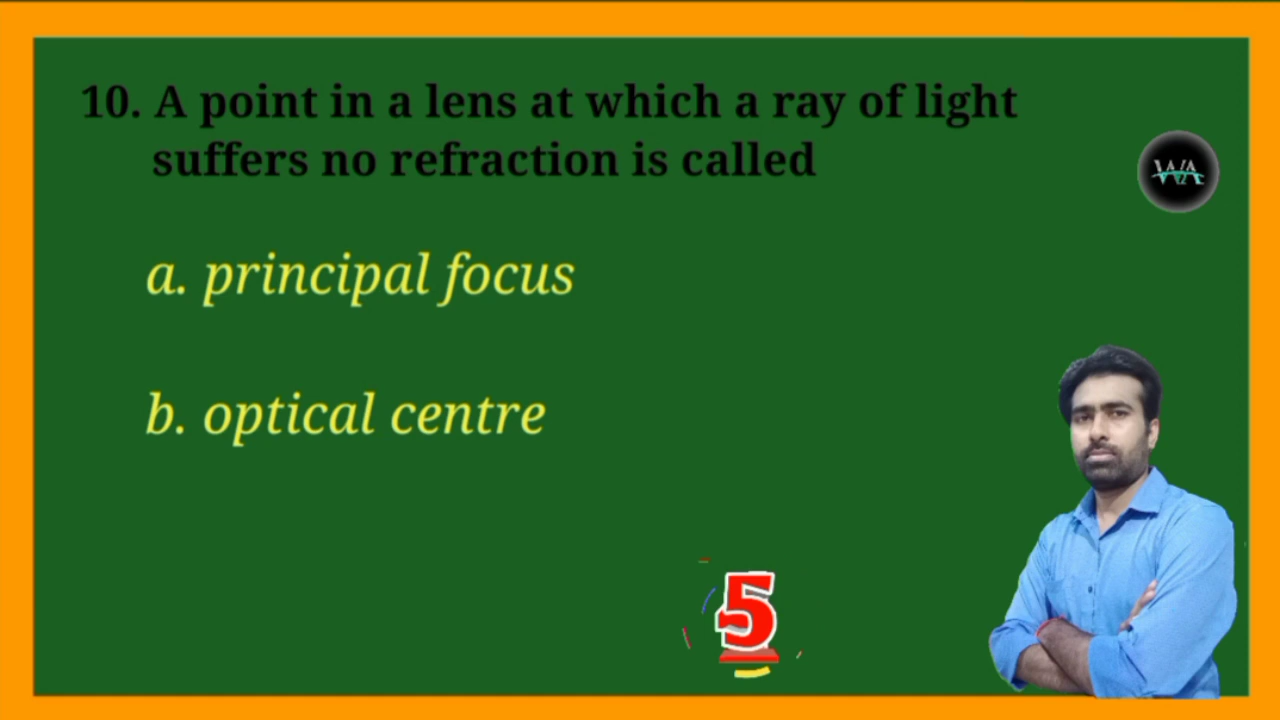 10. A point in a lens at which a ray of light
suffers no refraction is called
a. principal focus
b. optical centre
5